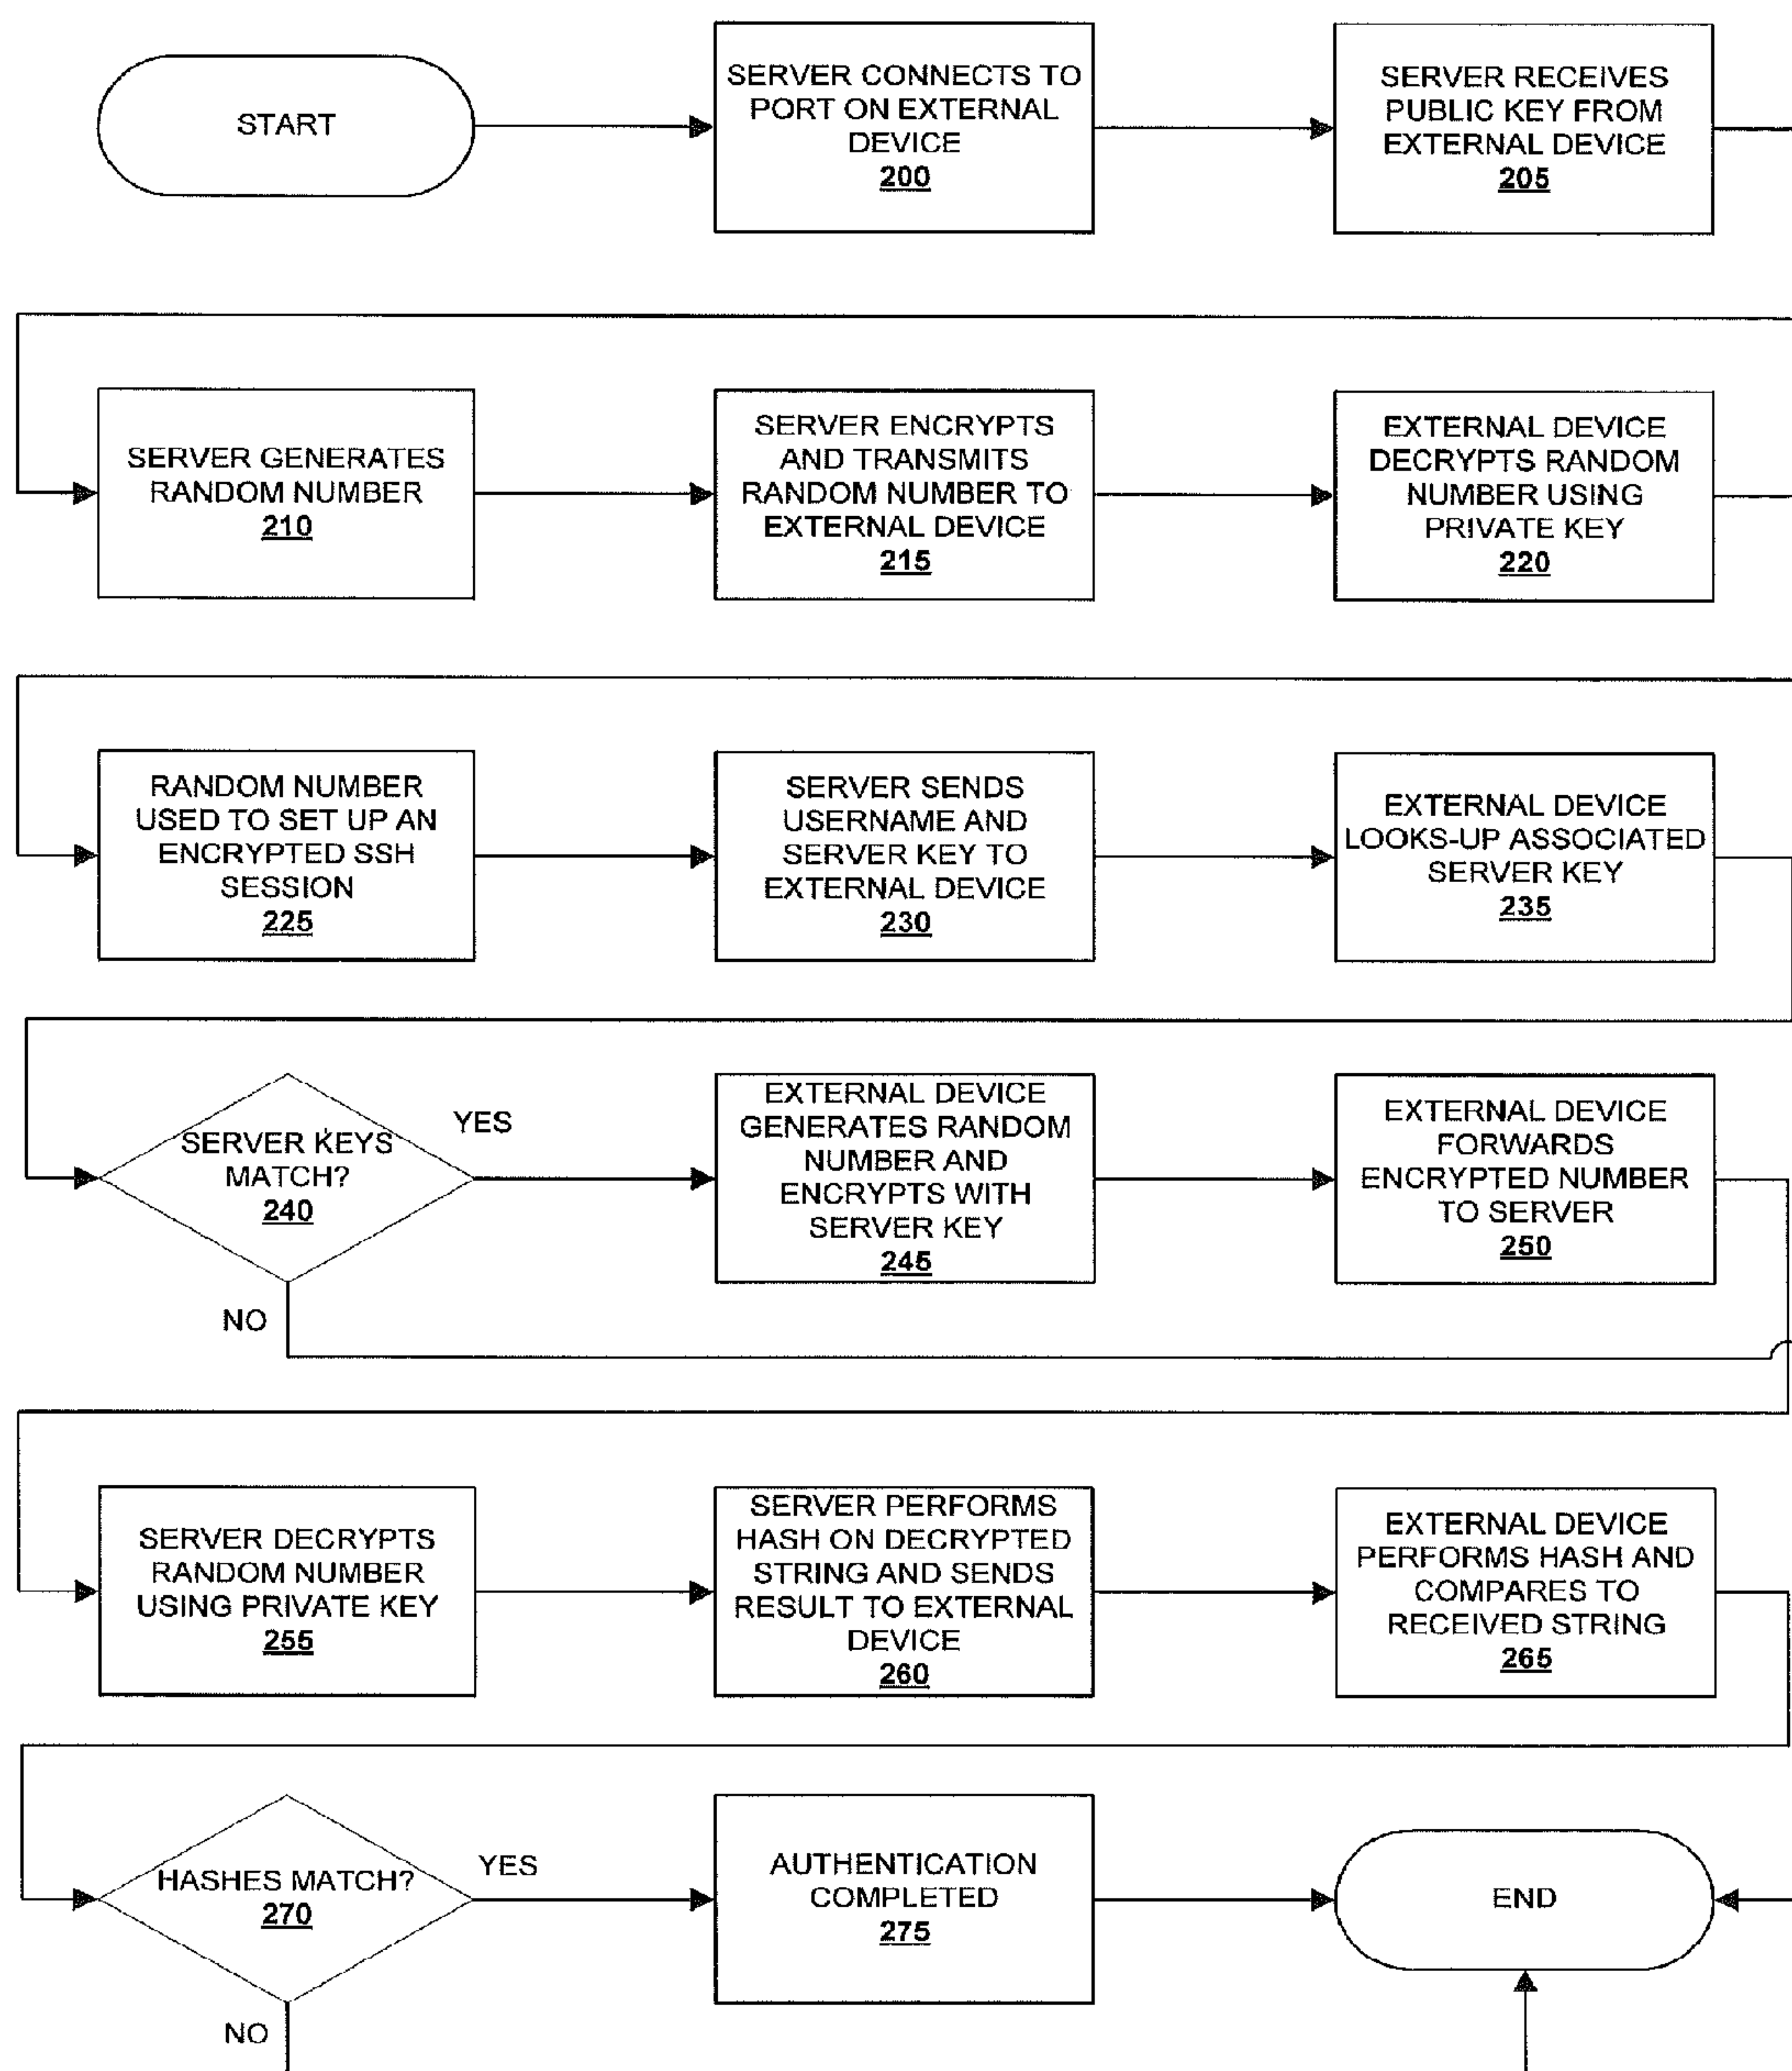 START
SERVER CONNECTS TO
PORT ON EXTERNAL
DEVICE
200
SERVER RECEIVES
PUBLIC KEY FROM
EXTERNAL DEVICE
205
SERVER GENERATES
RANDOM NUMBER
210
SERVER ENCRYPTS
AND TRANSMITS
RANDOM NUMBER TO
EXTERNAL DEVICE
215
EXTERNAL DEVICE
DECRYPTS RANDOM
NUMBER USING
PRIVATE KEY
220
RANDOM NUMBER
USED TO SET UP AN
ENCRYPTED SSH
SESSION
225
SERVER SENDS
USERNAME AND
SERVER KEY TO
EXTERNAL DEVICE
230
EXTERNAL DEVICE
LOOKS-UP ASSOCIATED
SERVER KEY
235
SERVER KEYS
MATCH?
240
YES
NO
EXTERNAL DEVICE
GENERATES RANDOM
NUMBER AND
ENCRYPTS WITH
SERVER KEY
245
EXTERNAL DEVICE
FORWARDS
ENCRYPTED NUMBER
TO SERVER
250
SERVER DECRYPTS
RANDOM NUMBER
USING PRIVATE KEY
255
SERVER PERFORMS
HASH ON DECRYPTED
STRING AND SENDS
RESULT TO EXTERNAL
DEVICE
260
EXTERNAL DEVICE
PERFORMS HASH AND
COMPARES TO
RECEIVED STRING
265
HASHES MATCH?
270
YES
NO
AUTHENTICATION
COMPLETED
275
END